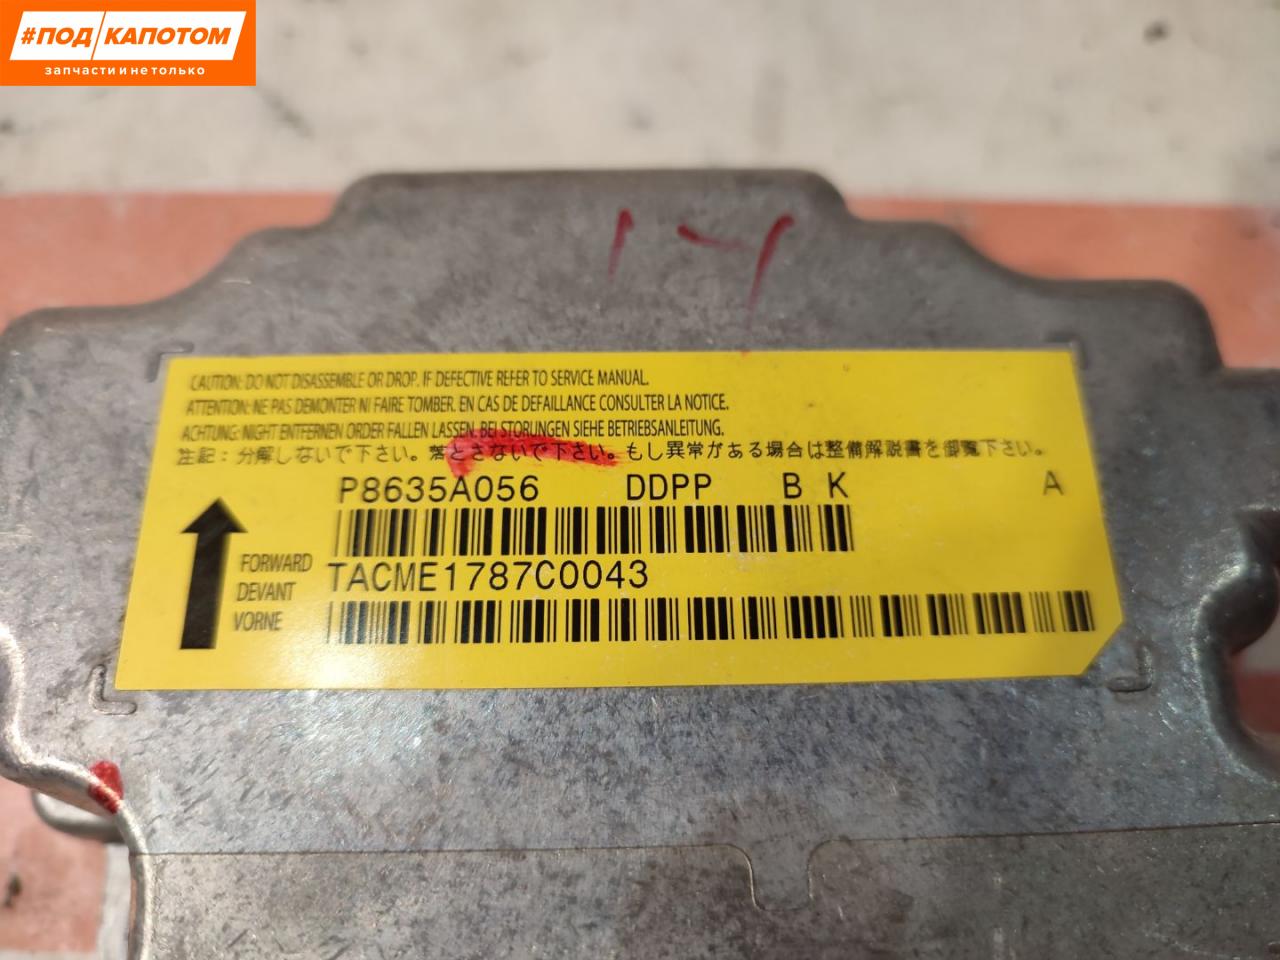 #ПОД/КАПОТОМ
запчасти и не только
CAUTION: DO NOT DISASSEMBLE OR DROP. IF DEFECTIVE REFER TO SERVICE MANUAL.
ATTENTION: NE PAS DEMONTER NI FAIRE TOMBER. EN CAS DE DEFAILLANCE CONSULTER LA NOTICE.
ACHTUNG: NIGHT ENTFERNEN ORDER FALLEN LASSEN. BEI STORUNGEN SIEHE BETRIEBSANLEITUNG.
注記：分解しないで下さい。落とさないで下さい。もし異常がある場合は整備解説書を御覧下さい。
P8635A056 DDPP B K A
FORWARD
DEVANT
VORNE
TACME1787C0043